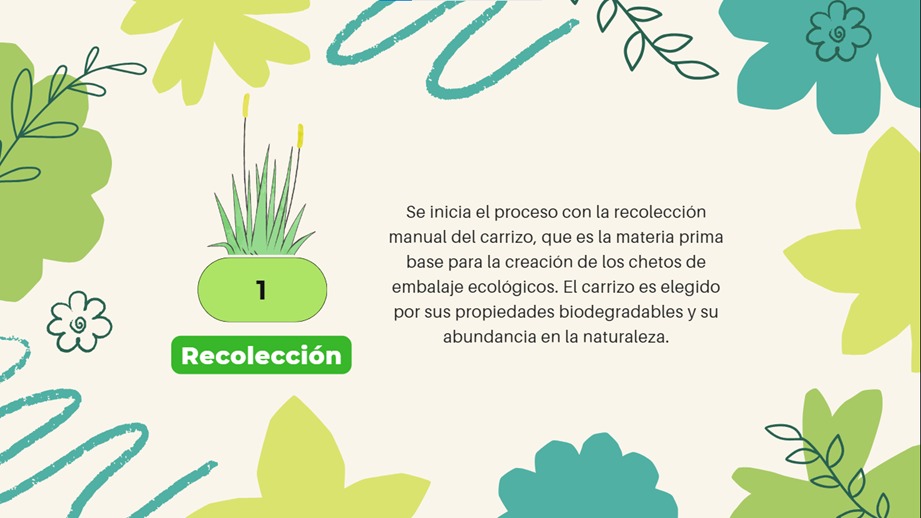 1
Recolección
Se inicia el proceso con la recolección
manual del carrizo, que es la materia prima
base para la creación de los chetos de
embalaje ecológicos. El carrizo es elegido
por sus propiedades biodegradables y su
abundancia en la naturaleza.